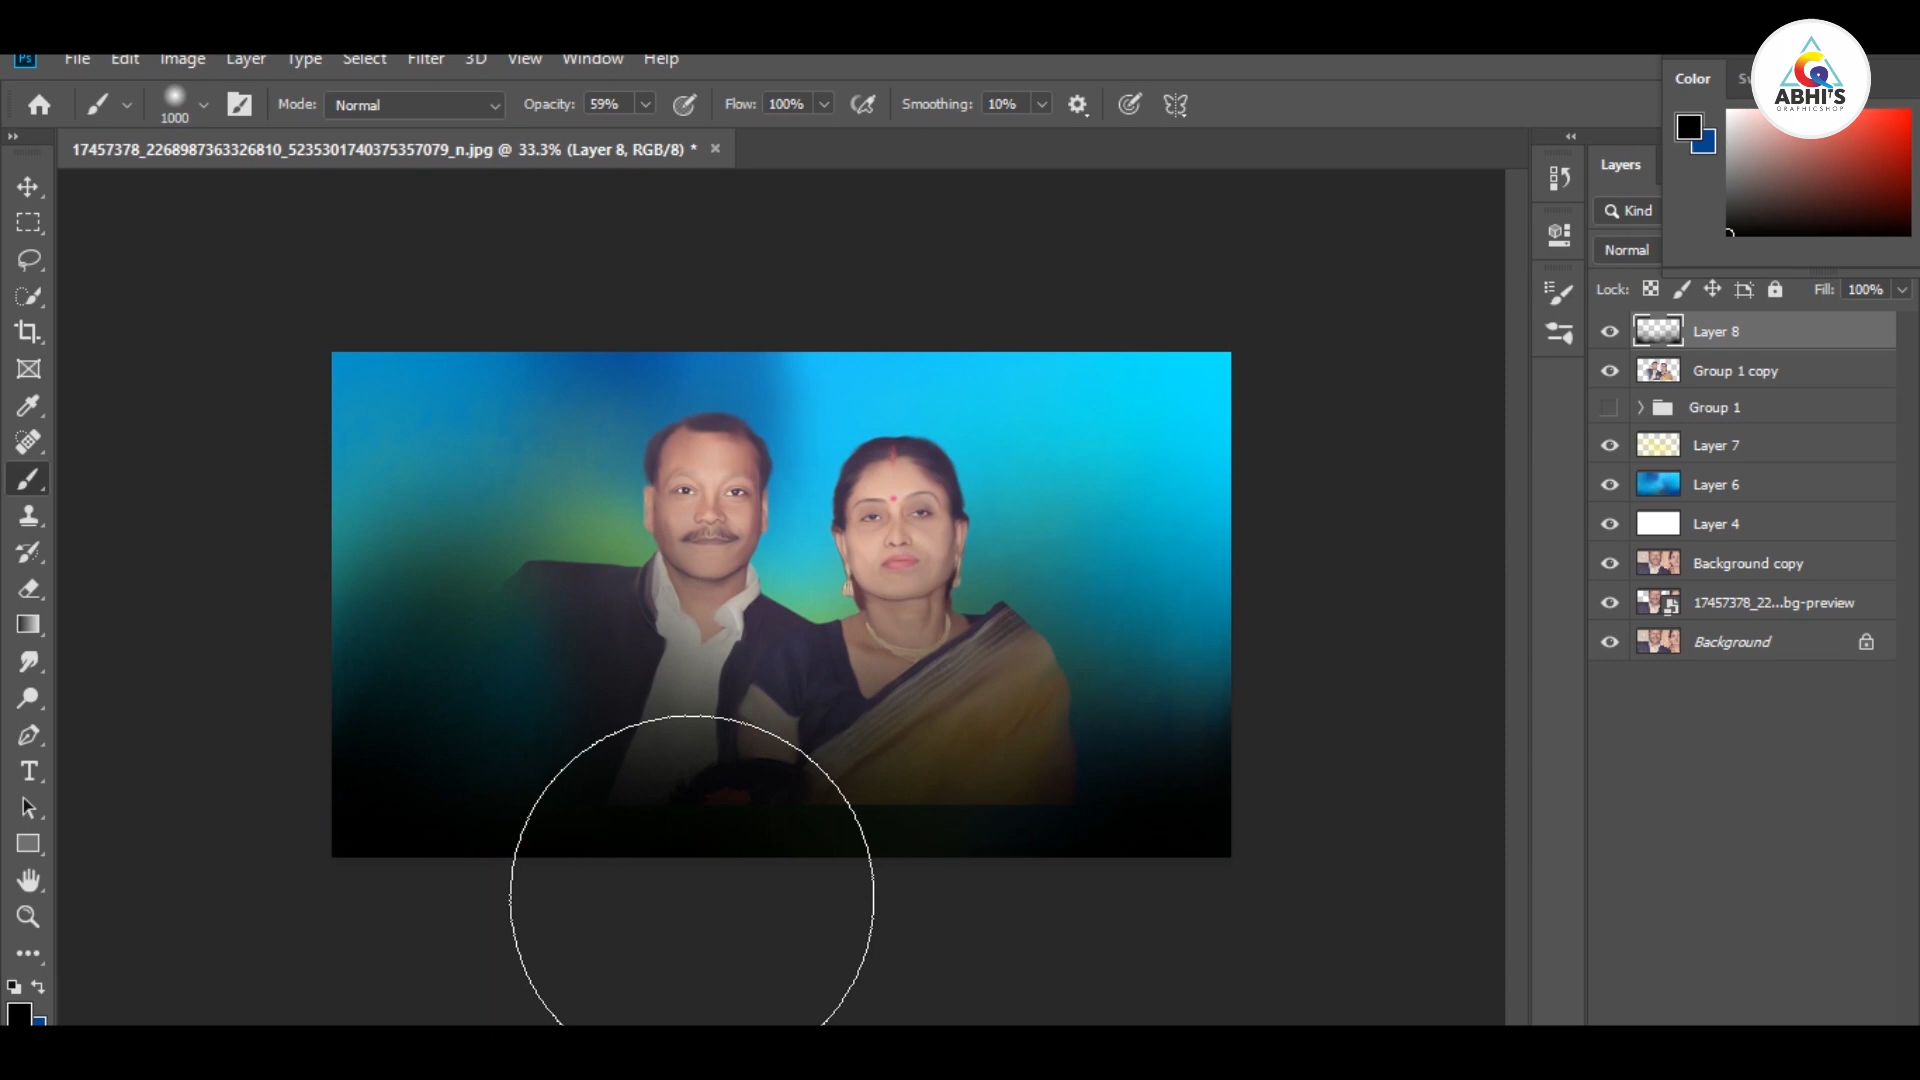 Ps File Edit Image Layer Type Select Filter 3D View Window Help
1000 Mode: Normal Opacity: 59% Flow: 100% Smoothing: 10%
17457378_2268987363326810_5235301740375357079_n.jpg @ 33.3% (Layer 8, RGB/8) *
Color
ABHI'S
GRAPHICSHOP
Layers
Kind
Normal
Lock: Fill: 100%
Layer 8
Group 1 copy
Group 1
Layer 7
Layer 6
Layer 4
Background copy
17457378_22...bg-preview
Background